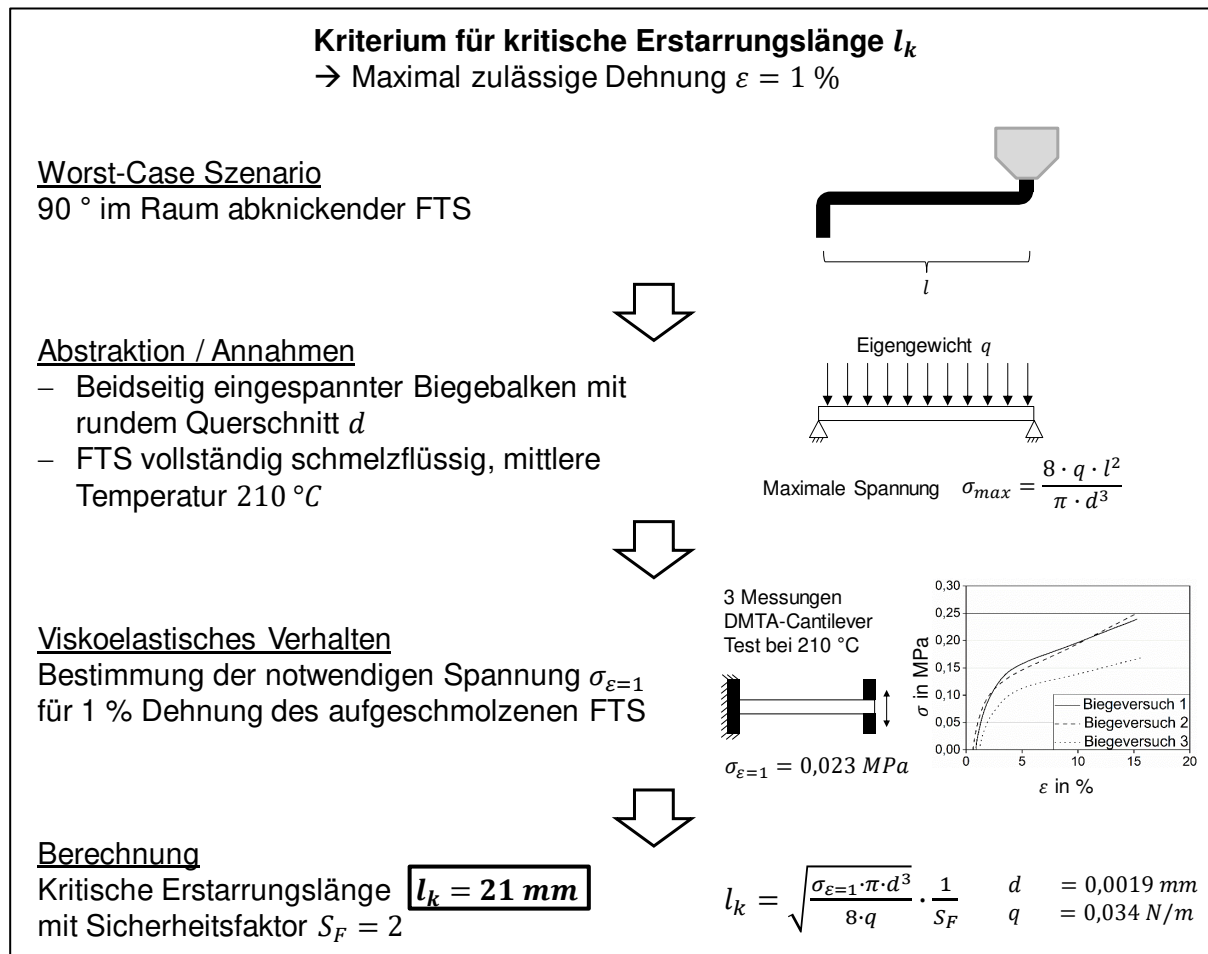 Kriterium für kritische Erstarrungslänge l_k
→ Maximal zulässige Dehnung ε = 1 %
Worst-Case Szenario
90 ° im Raum abknickender FTS
l
Abstraktion / Annahmen
– Beidseitig eingespannter Biegebalken mit
rundem Querschnitt d
– FTS vollständig schmelzflüssig, mittlere
Temperatur 210 °C
Eigengewicht q
Maximale Spannung σ_max = (8 · q · l²) / (π · d³)
Viskoelastisches Verhalten
Bestimmung der notwendigen Spannung σ_ε=1
für 1 % Dehnung des aufgeschmolzenen FTS
3 Messungen
DMTA-Cantilever
Test bei 210 °C
σ_ε=1 = 0,023 MPa
σ in MPa
0,30
0,25
0,20
0,15
0,10
0,05
0,00
Biegeversuch 1
Biegeversuch 2
Biegeversuch 3
0 5 10 15 20
ε in %
Berechnung
Kritische Erstarrungslänge l_k = 21 mm
mit Sicherheitsfaktor S_F = 2
l_k = √((σ_ε=1 · π · d³) / (8 · q)) · 1 / S_F
d = 0,0019 mm
q = 0,034 N/m